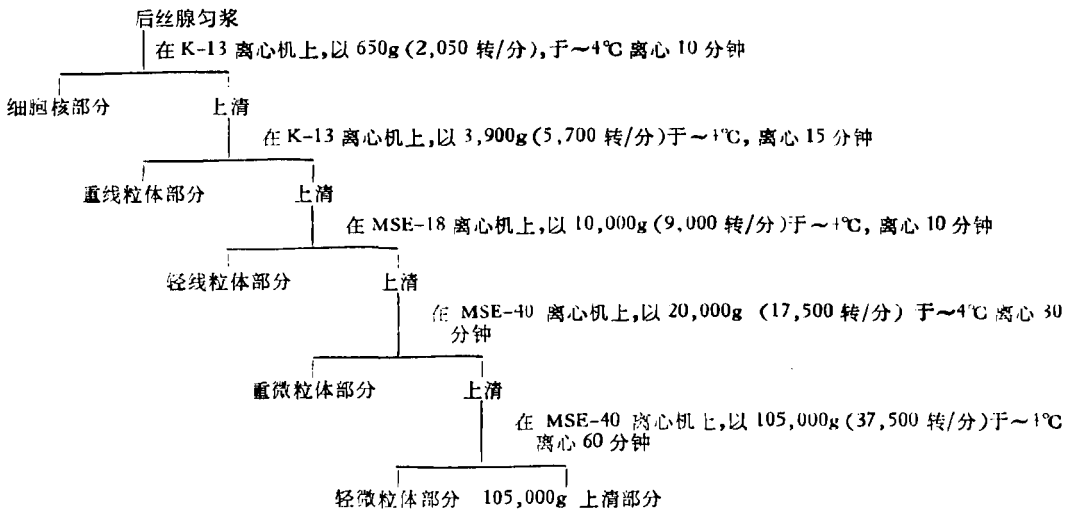 后丝腺匀浆
在 K-13 离心机上,以 650g (2,050 转/分),于~4℃ 离心 10 分钟
细胞核部分 上清
在 K-13 离心机上,以 3,900g (5,700 转/分)于~4℃, 离心 15 分钟
重线粒体部分 上清
在 MSE-18 离心机上,以 10,000g (9,000 转/分)于~4℃, 离心 10 分钟
轻线粒体部分 上清
在 MSE-40 离心机上,以 20,000g (17,500 转/分) 于~4℃ 离心 30
分钟
重微粒体部分 上清
在 MSE-40 离心机上,以 105,000g (37,500 转/分)于~4℃
离心 60 分钟
轻微粒体部分 105,000g 上清部分